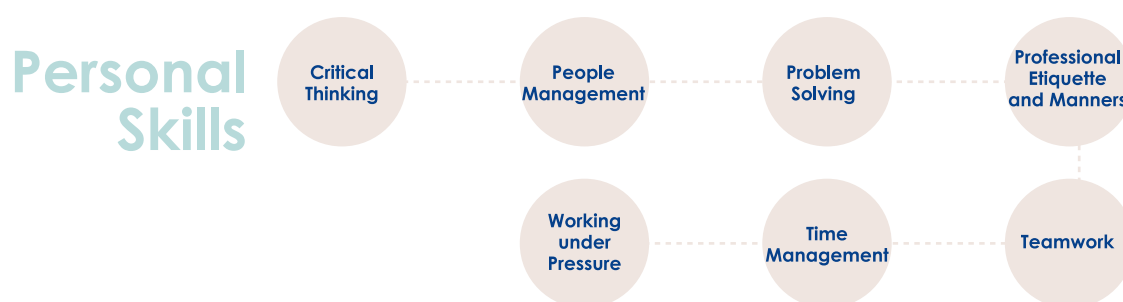 Personal
Skills
Critical
Thinking
People
Management
Problem
Solving
Professional
Etiquette
and Manners
Working
under
Pressure
Time
Management
Teamwork